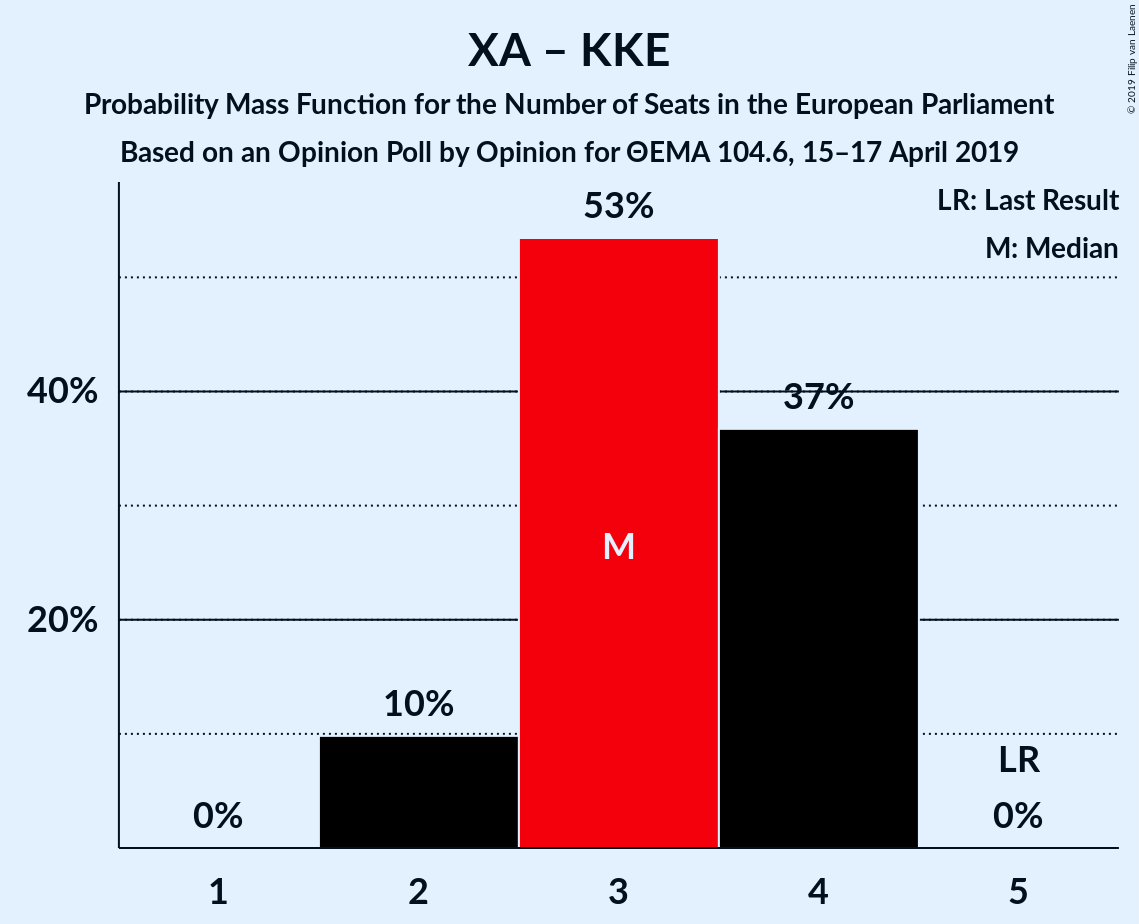 XA – KKE
Probability Mass Function for the Number of Seats in the European Parliament
Based on an Opinion Poll by Opinion for ΘEMA 104.6, 15–17 April 2019
© 2019 Filip van Laenen
LR: Last Result
M: Median
53%
40%
37%
M
20%
10%
LR
0%
0%
1
2
3
4
5